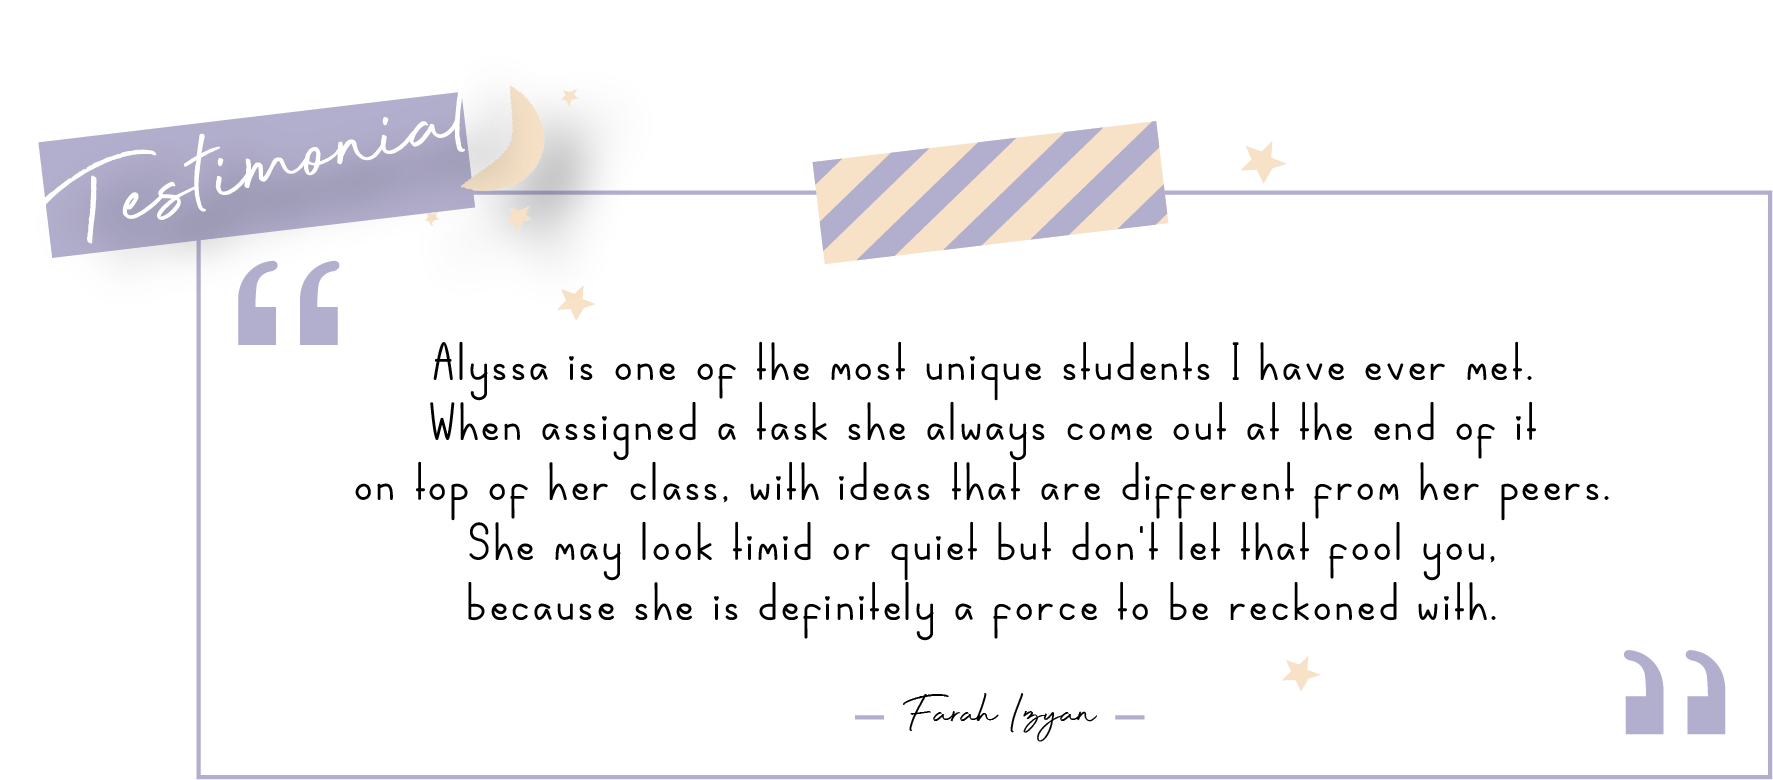 Testimonial
“
Alyssa is one of the most unique students I have ever met.
When assigned a task she always come out at the end of it
on top of her class, with ideas that are different from her peers.
She may look timid or quiet but don't let that fool you,
because she is definitely a force to be reckoned with.
”
— Farah Izyan —